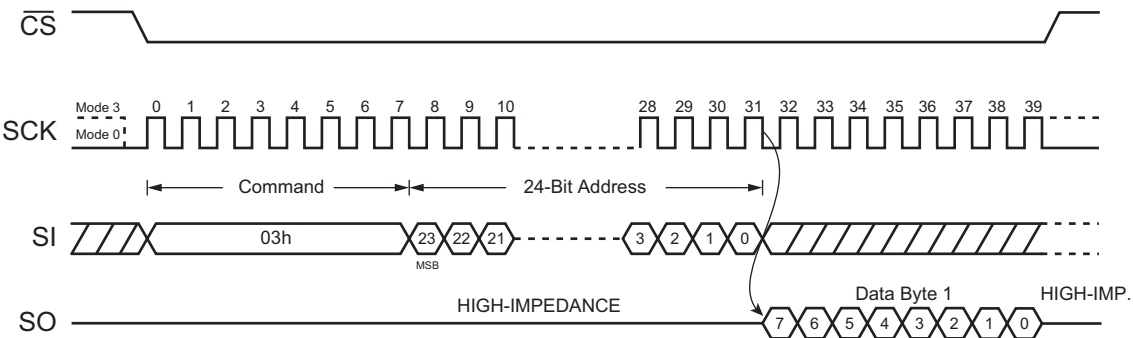 CS
Mode 3 0 1 2 3 4 5 6 7 8 9 10 28 29 30 31 32 33 34 35 36 37 38 39
SCK Mode 0
Command 24-Bit Address
SI 03h 23 22 21 3 2 1 0
MSB
HIGH-IMPEDANCE Data Byte 1 HIGH-IMP.
SO 7 6 5 4 3 2 1 0